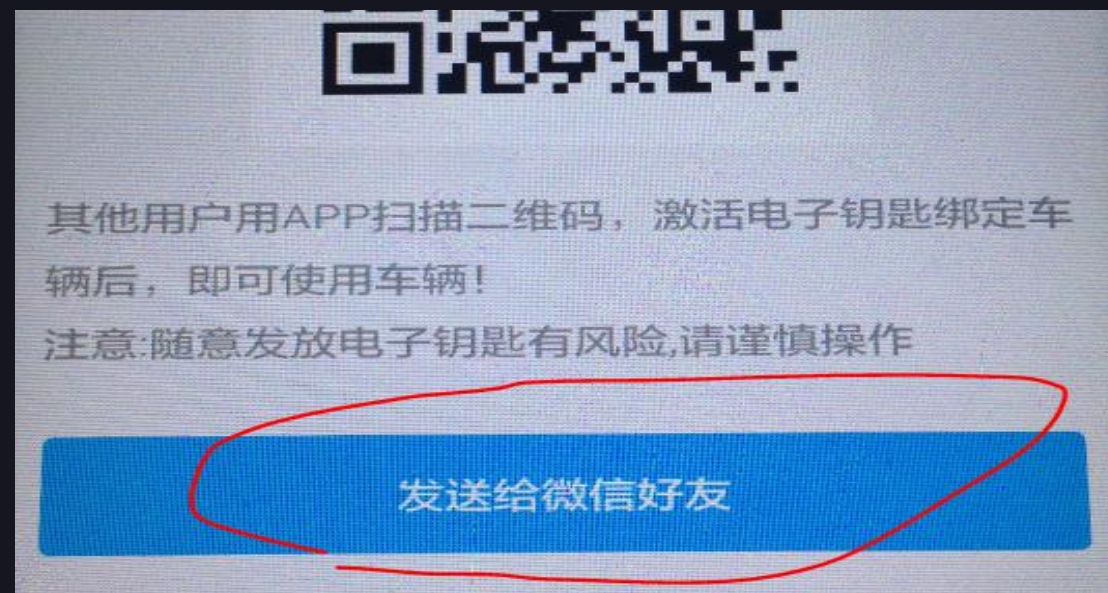 其他用户用APP扫描二维码，激活电子钥匙绑定车
辆后，即可使用车辆！
注意:随意发放电子钥匙有风险,请谨慎操作
发送给微信好友